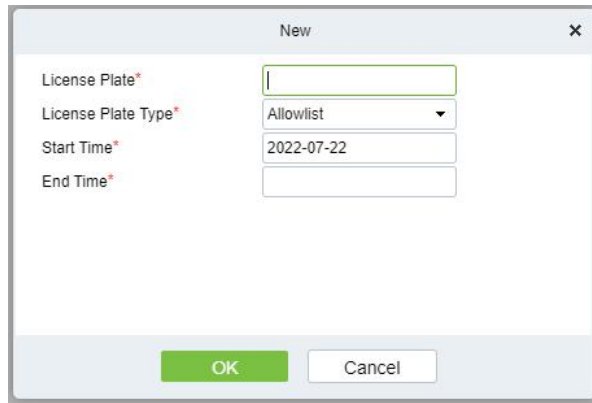 New
License Plate*
License Plate Type* Allowlist
Start Time* 2022-07-22
End Time*
OK Cancel